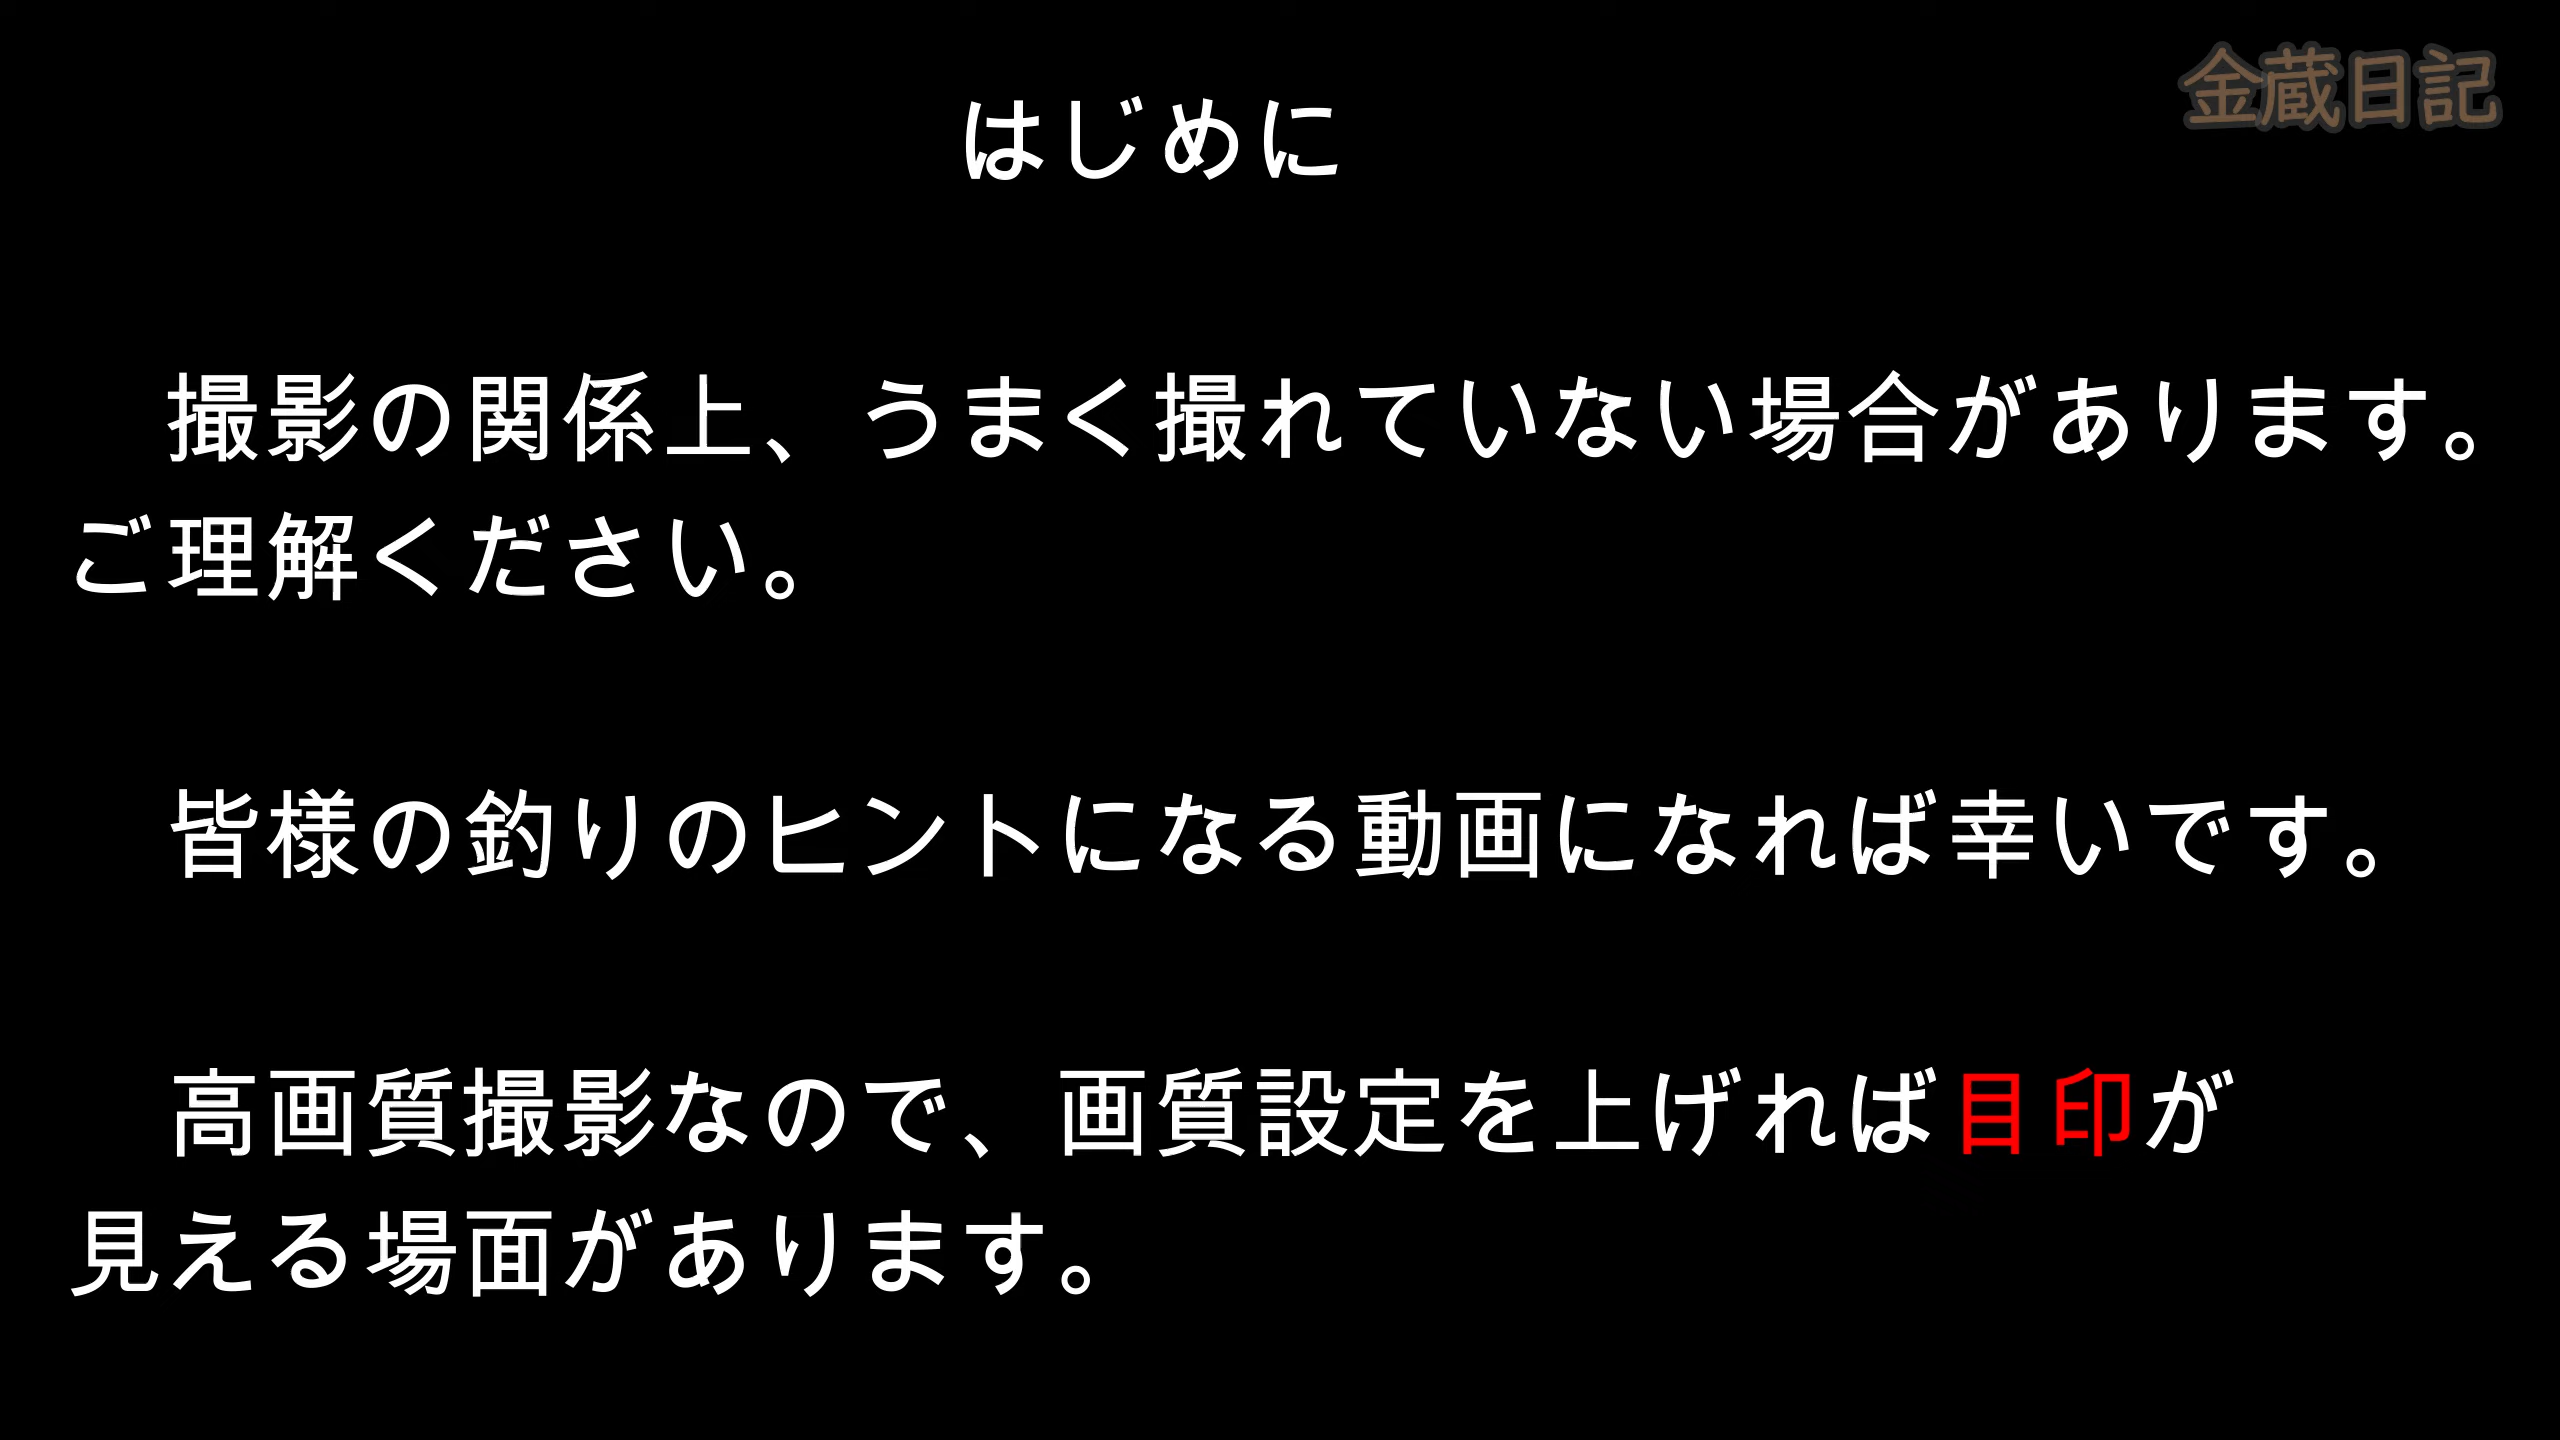 金蔵日記
はじめに
撮影の関係上、うまく撮れていない場合があります。
ご理解ください。
皆様の釣りのヒントになる動画になれば幸いです。
高画質撮影なので、画質設定を上げれば目印が
見える場面があります。